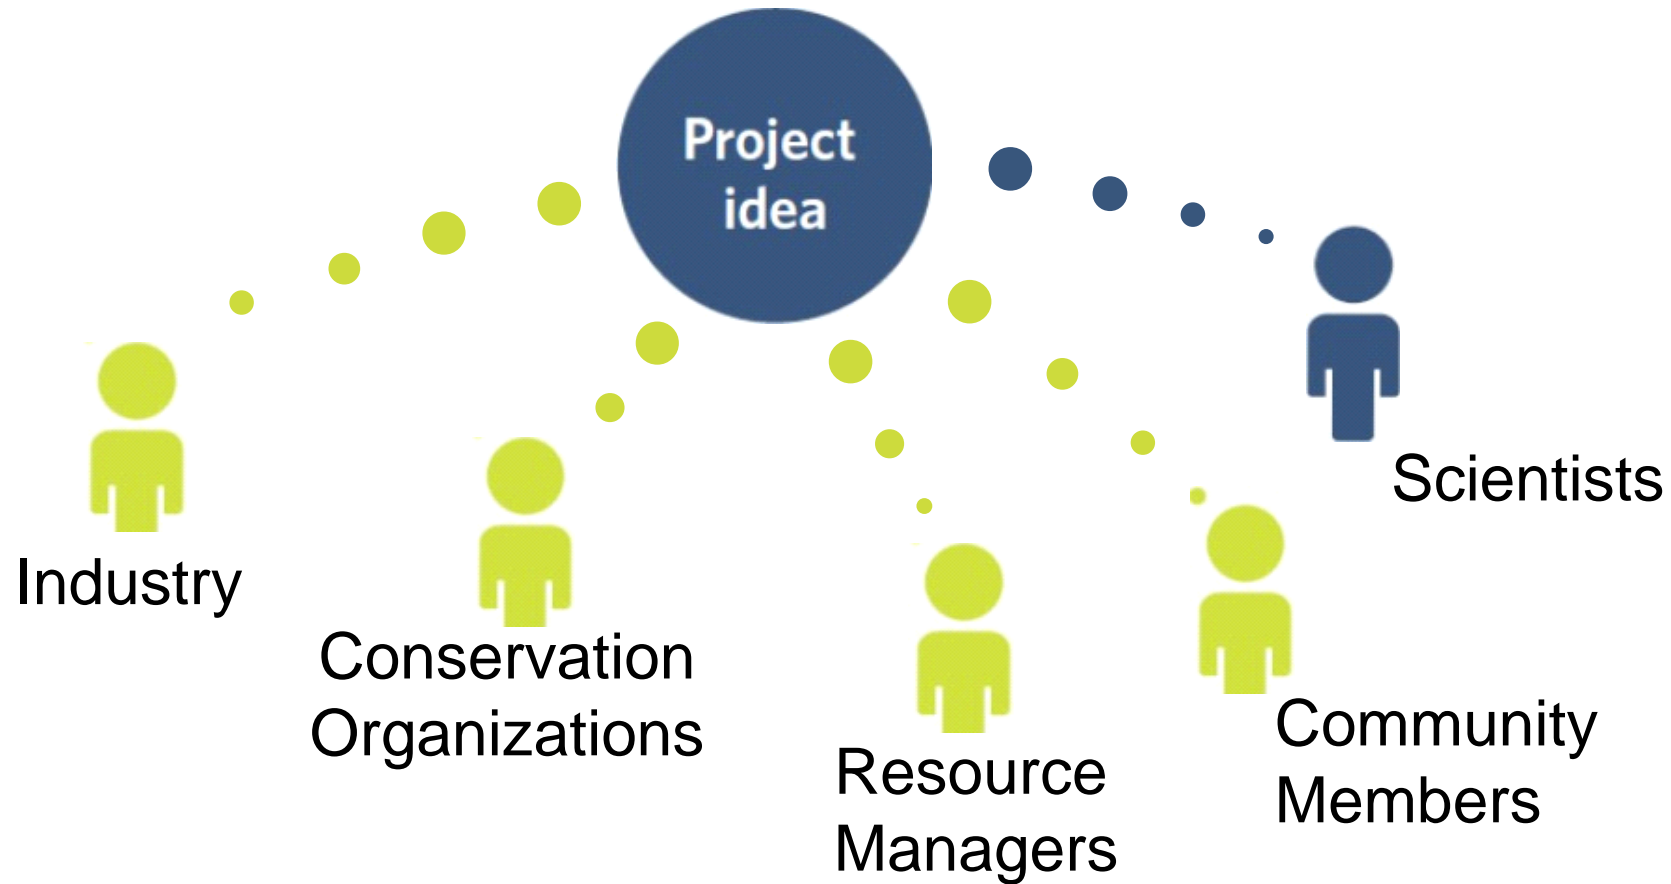 Project
idea
Scientists
Industry
Conservation
Organizations
Resource
Managers
Community
Members